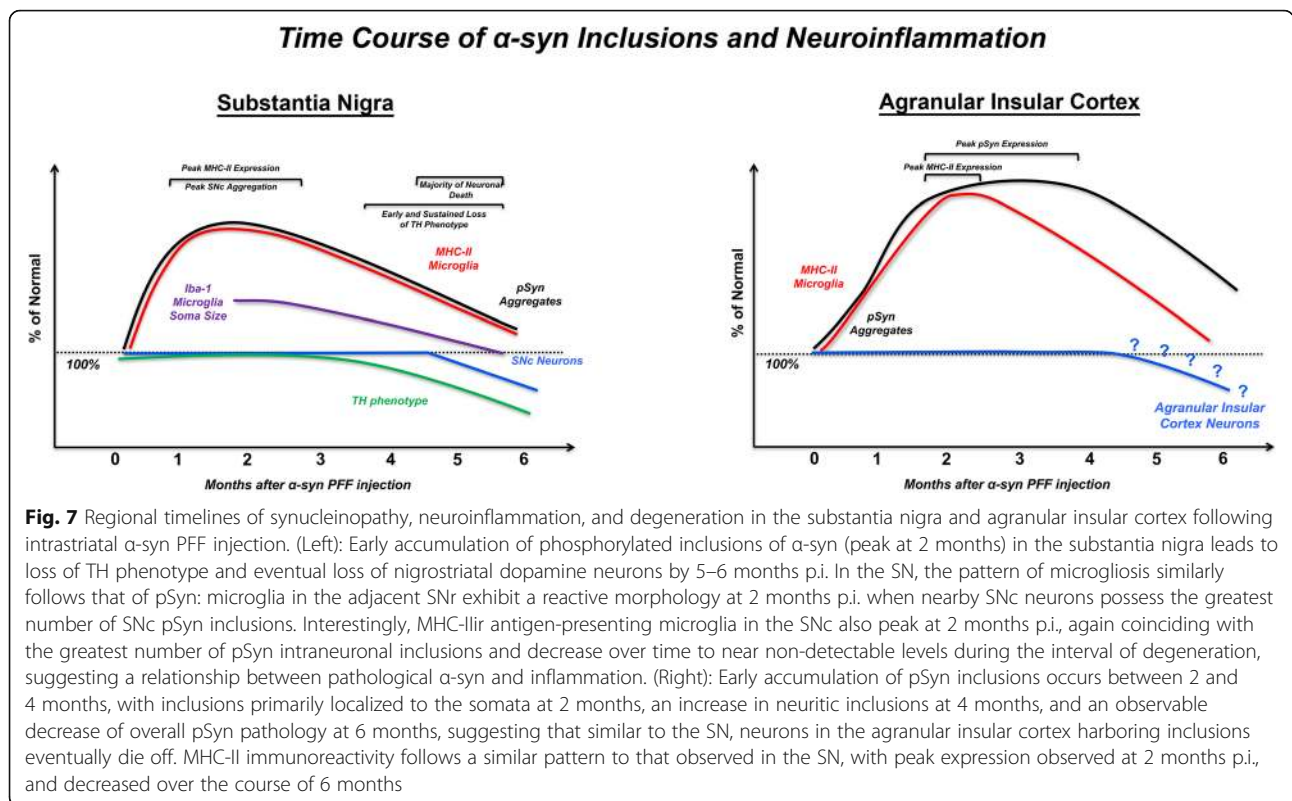 Time Course of α-syn Inclusions and Neuroinflammation
Substantia Nigra
Peak MHC-II Expression
Peak SNc Aggregation
Majority of Neuronal
Death
Early and Sustained Loss
of TH Phenotype
MHC-II
Microglia
Iba-1
Microglia
Soma Size
pSyn
Aggregates
% of Normal
100%
SNc Neurons
TH phenotype
0 1 2 3 4 5 6
Months after α-syn PFF injection
Agranular Insular Cortex
Peak pSyn Expression
Peak MHC-II Expression
MHC-II
Microglia
pSyn
Aggregates
% of Normal
100%
? ? ? ? ?
Agranular Insular
Cortex Neurons
0 1 2 3 4 5 6
Months after α-syn PFF injection
Fig. 7 Regional timelines of synucleinopathy, neuroinflammation, and degeneration in the substantia nigra and agranular insular cortex following
intrastriatal α-syn PFF injection. (Left): Early accumulation of phosphorylated inclusions of α-syn (peak at 2 months) in the substantia nigra leads to
loss of TH phenotype and eventual loss of nigrostriatal dopamine neurons by 5–6 months p.i. In the SN, the pattern of microgliosis similarly
follows that of pSyn: microglia in the adjacent SNr exhibit a reactive morphology at 2 months p.i. when nearby SNc neurons possess the greatest
number of SNc pSyn inclusions. Interestingly, MHC-IIir antigen-presenting microglia in the SNc also peak at 2 months p.i., again coinciding with
the greatest number of pSyn intraneuronal inclusions and decrease over time to near non-detectable levels during the interval of degeneration,
suggesting a relationship between pathological α-syn and inflammation. (Right): Early accumulation of pSyn inclusions occurs between 2 and
4 months, with inclusions primarily localized to the somata at 2 months, an increase in neuritic inclusions at 4 months, and an observable
decrease of overall pSyn pathology at 6 months, suggesting that similar to the SN, neurons in the agranular insular cortex harboring inclusions
eventually die off. MHC-II immunoreactivity follows a similar pattern to that observed in the SN, with peak expression observed at 2 months p.i.,
and decreased over the course of 6 months